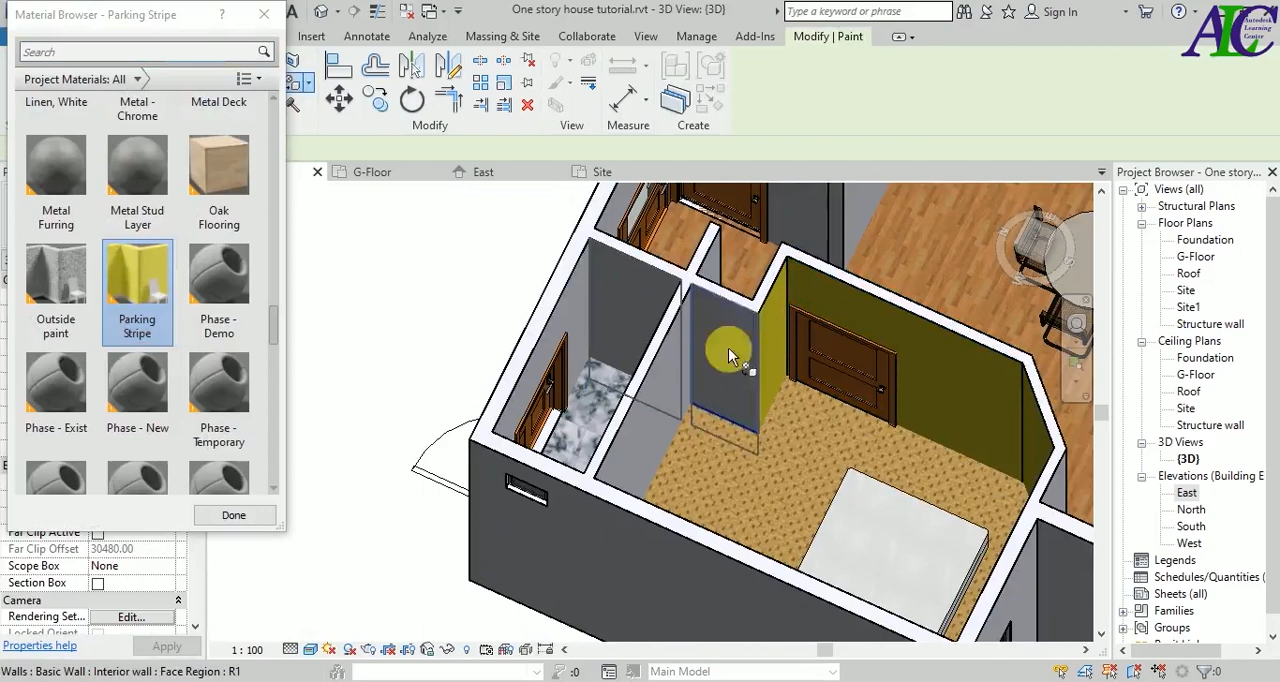 Material Browser - Parking Stripe
?
One story house tutorial.rvt - 3D View: {3D}
Type a keyword or phrase
Sign In
ALC
Autodesk
Learning
Center
Insert
Annotate
Analyze
Massing & Site
Collaborate
View
Manage
Add-Ins
Modify | Paint
Search
Project Materials: All
Modify
View
Measure
Create
Linen, White
Metal -
Chrome
Metal Deck
Metal
Furring
Metal Stud
Layer
Oak
Flooring
Outside
paint
Parking
Stripe
Phase -
Demo
Phase - Exist
Phase - New
Phase -
Temporary
Done
G-Floor
East
Site
Project Browser - One story...
Views (all)
Structural Plans
Floor Plans
Foundation
G-Floor
Roof
Site
Site1
Structure wall
Ceiling Plans
Foundation
G-Floor
Roof
Site
Structure wall
3D Views
{3D}
Elevations (Building E
East
North
South
West
Legends
Schedules/Quantities (
Sheets (all)
Families
Groups
Far Clip Active
Far Clip Offset
30480.00
Scope Box
None
Section Box
Camera
Rendering Set...
Edit...
Properties help
Apply
1 : 100
Walls : Basic Wall : Interior wall : Face Region : R1
:0
Main Model
:0